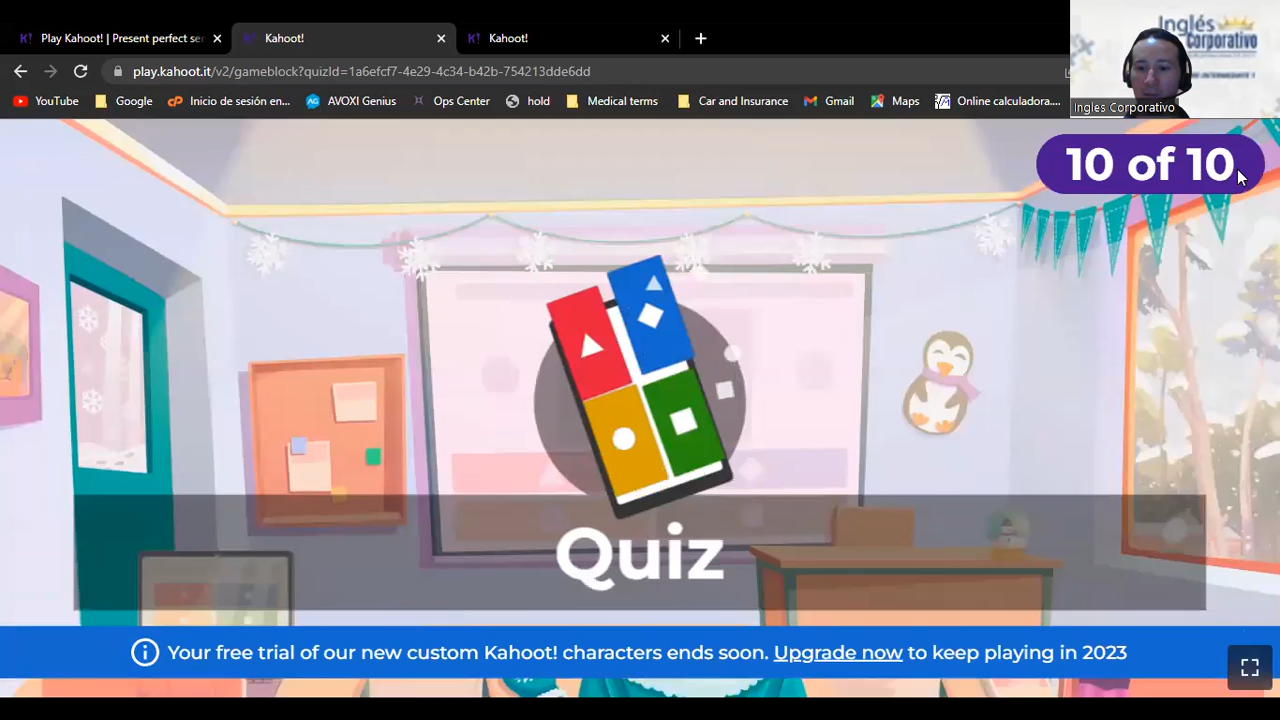 Play Kahoot! | Present perfect se
Kahoot!
Kahoot!
play.kahoot.it/v2/gameblock?quizId=1a6efcf7-4e29-4c34-b42b-754213dde6dd
YouTube
Google
Inicio de sesión en...
AVOXI Genius
Ops Center
hold
Medical terms
Car and Insurance
Gmail
Maps
Online calculadora....
Inglés
Corporativo
INTERMEDIATE 1
Ingles Corporativo
10 of 10
Quiz
Your free trial of our new custom Kahoot! characters ends soon. Upgrade now to keep playing in 2023